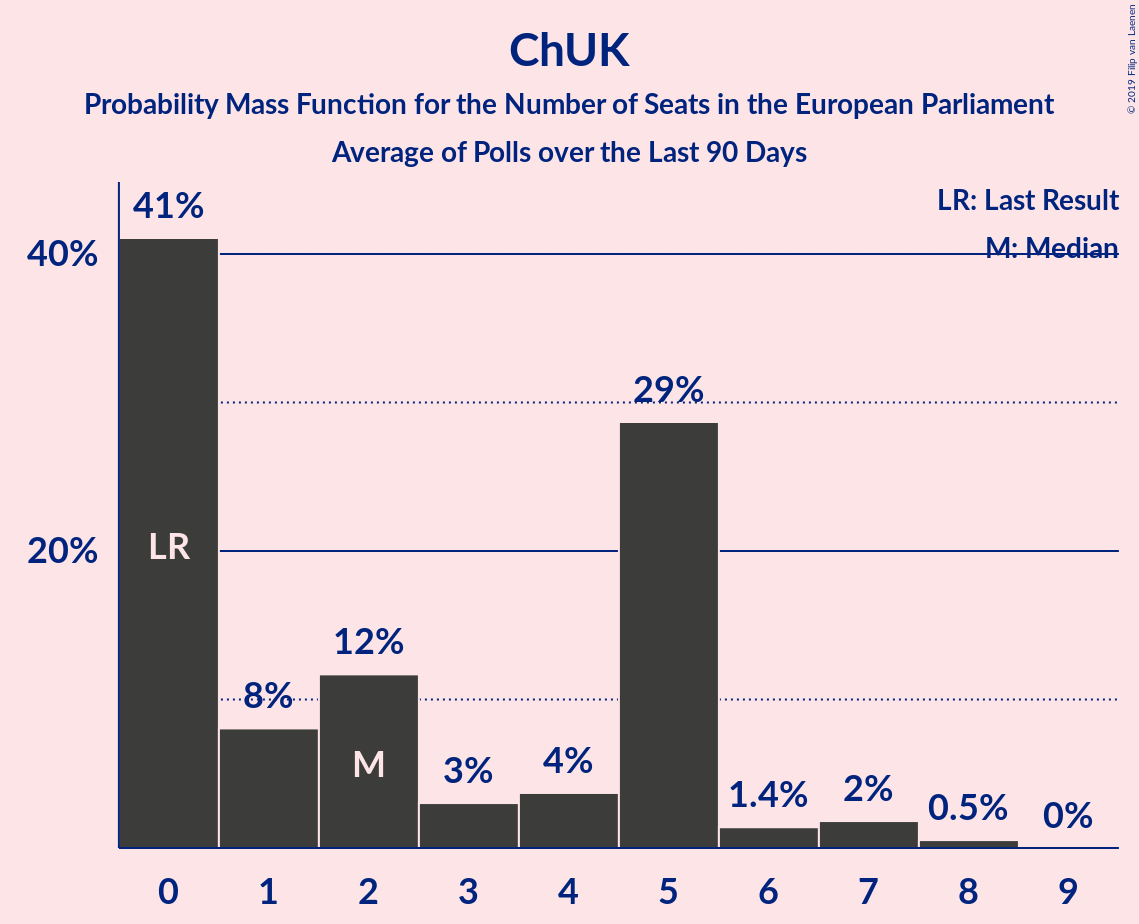 ChUK
Probability Mass Function for the Number of Seats in the European Parliament
Average of Polls over the Last 90 Days
© 2019 Filip van Laenen
LR: Last Result
M: Median
41%
40%
29%
20%
LR
12%
8%
M
3%
4%
1.4%
2%
0.5%
0%
0 1 2 3 4 5 6 7 8 9